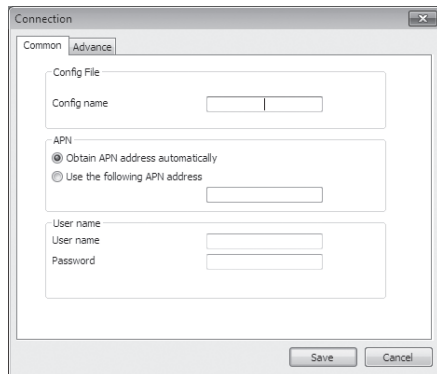 Connection
Common Advance
Config File
Config name
APN
Obtain APN address automatically
Use the following APN address
User name
User name
Password
Save Cancel